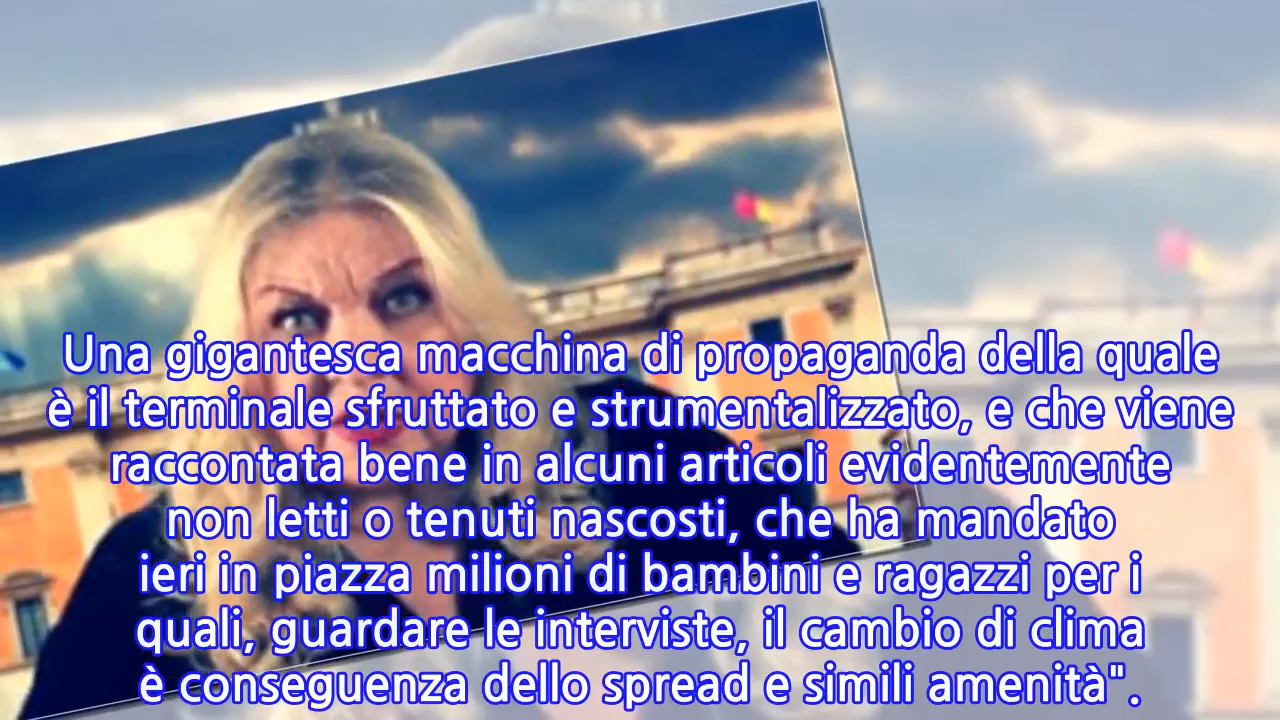 Una gigantesca macchina di propaganda della quale
è il terminale sfruttato e strumentalizzato, e che viene
raccontata bene in alcuni articoli evidentemente
non letti o tenuti nascosti, che ha mandato
ieri in piazza milioni di bambini e ragazzi per i
quali, guardare le interviste, il cambio di clima
è conseguenza dello spread e simili amenità".